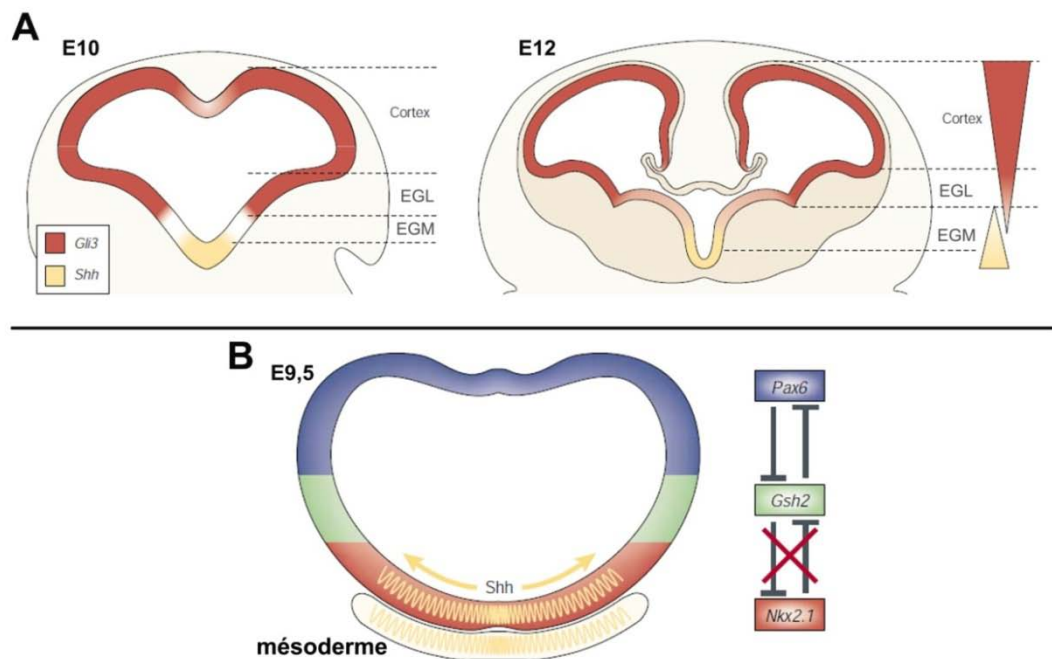 A
E10
E12
Cortex
EGL
EGM
Gli3
Shh
Cortex
EGL
EGM
B
E9,5
Shh
mésoderme
Pax6
Gsh2
Nkx2.1